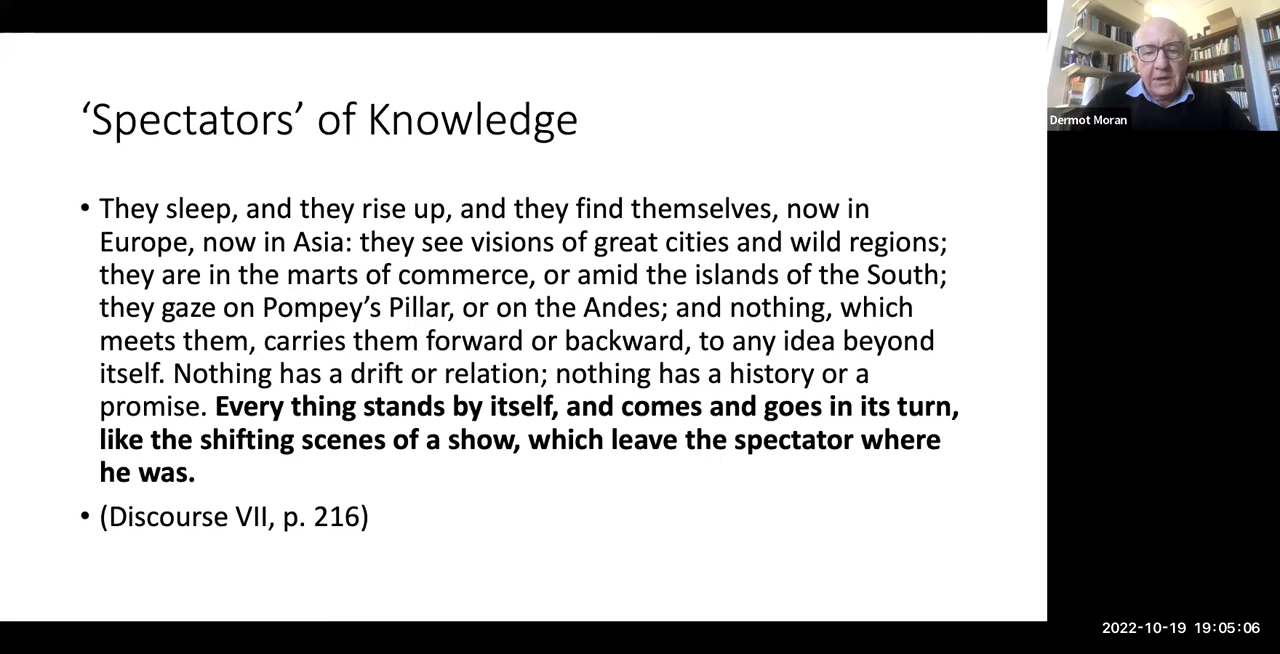 ‘Spectators’ of Knowledge
• They sleep, and they rise up, and they find themselves, now in
Europe, now in Asia: they see visions of great cities and wild regions;
they are in the marts of commerce, or amid the islands of the South;
they gaze on Pompey’s Pillar, or on the Andes; and nothing, which
meets them, carries them forward or backward, to any idea beyond
itself. Nothing has a drift or relation; nothing has a history or a
promise. Every thing stands by itself, and comes and goes in its turn,
like the shifting scenes of a show, which leave the spectator where
he was.
• (Discourse VII, p. 216)
Dermot Moran
2022-10-19 19:05:06